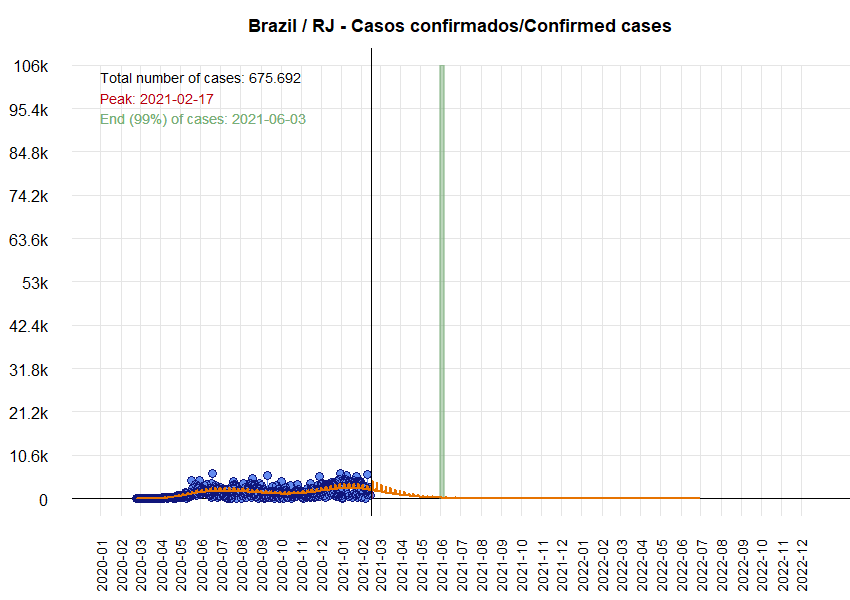 Brazil / RJ - Casos confirmados/Confirmed cases
106k
Total number of cases: 675.692
Peak: 2021-02-17
95.4k
End (99%) of cases: 2021-06-03
84.8k
74.2k
63.6k
53k
42.4k
31.8k
21.2k
10.6k
0
2020-01
2020-02
2020-03
2020-04
2020-05
2020-06
2020-07
2020-08
2020-09
2020-10
2020-11
2020-12
2021-01
2021-02
2021-03
2021-04
2021-05
2021-06
2021-07
2021-08
2021-09
2021-10
2021-11
2021-12
2022-01
2022-02
2022-03
2022-04
2022-05
2022-06
2022-07
2022-08
2022-09
2022-10
2022-11
2022-12